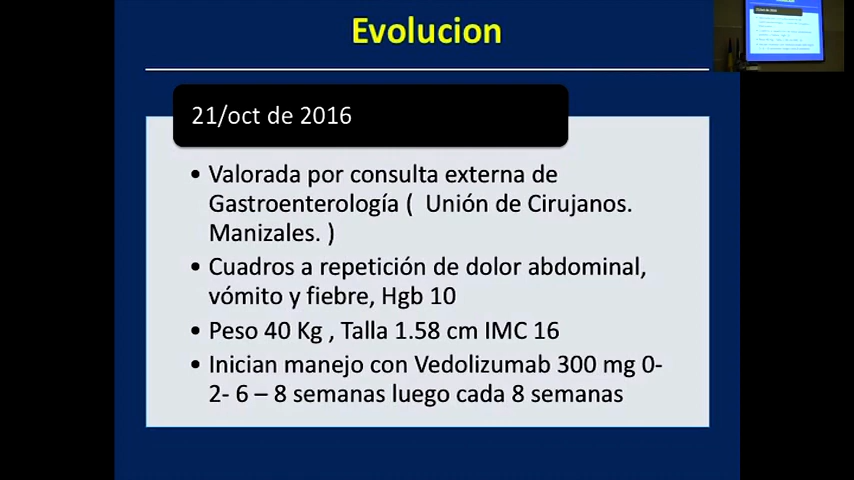 Evolucion
21/oct de 2016
• Valorada por consulta externa de
Gastroenterología ( Unión de Cirujanos.
Manizales. )
• Cuadros a repetición de dolor abdominal,
vómito y fiebre, Hgb 10
• Peso 40 Kg , Talla 1.58 cm IMC 16
• Inician manejo con Vedolizumab 300 mg 0-
2- 6 – 8 semanas luego cada 8 semanas